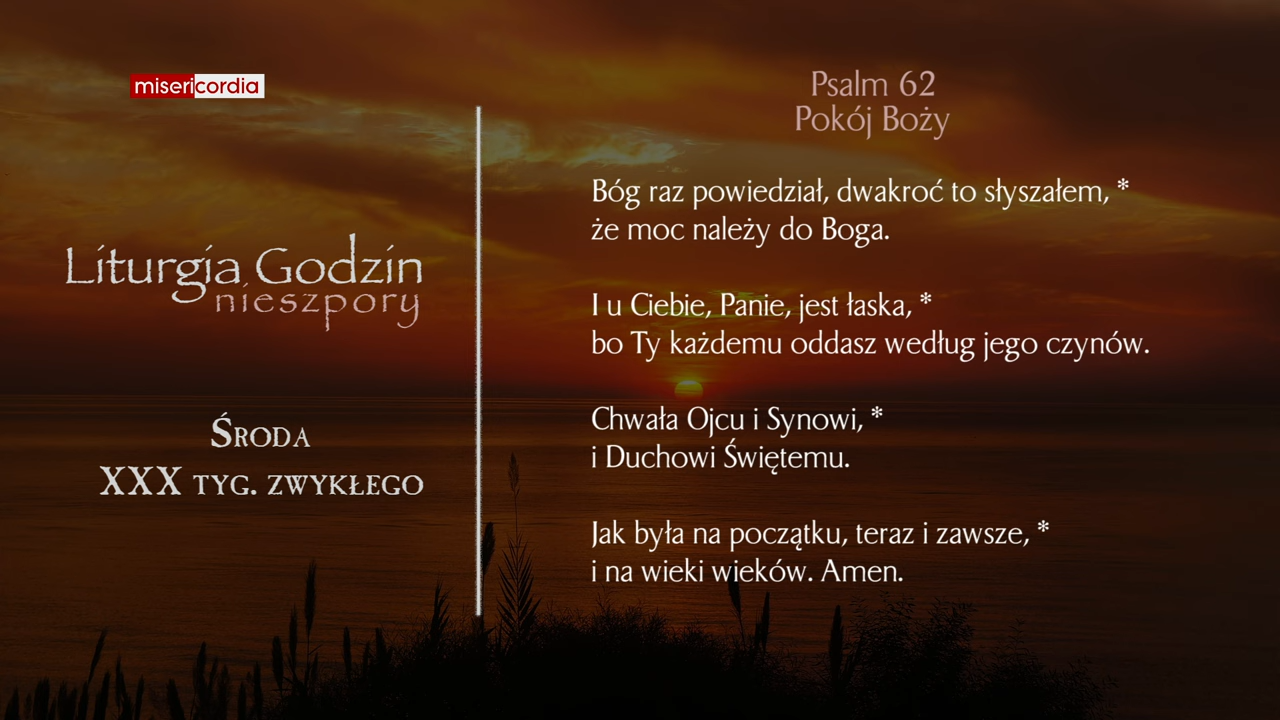 misericordia
Liturgia Godzin
nieszpory
Środa
XXX tyg. zwykłego
Psalm 62
Pokój Boży
Bóg raz powiedział, dwakroć to słyszałem, *
że moc należy do Boga.
I u Ciebie, Panie, jest łaska, *
bo Ty każdemu oddasz według jego czynów.
Chwała Ojcu i Synowi, *
i Duchowi Świętemu.
Jak była na początku, teraz i zawsze, *
i na wieki wieków. Amen.